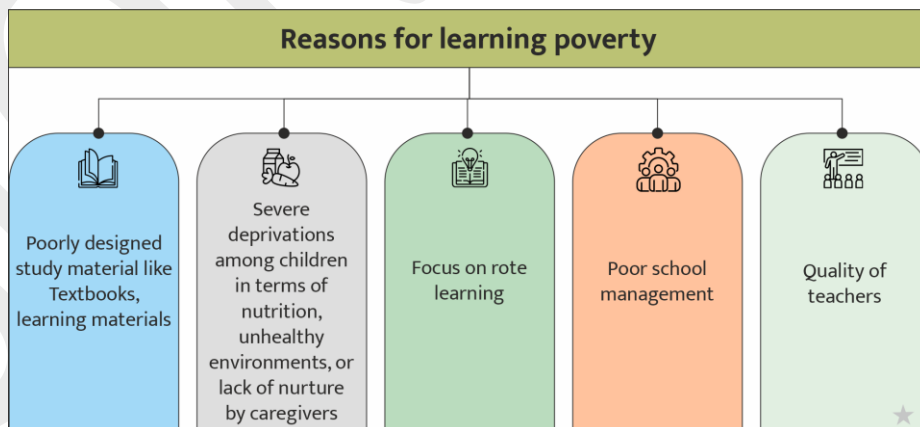 Reasons for learning poverty
Poorly designed
study material like
Textbooks,
learning materials
Severe
deprivations
among children
in terms of
nutrition,
unhealthy
environments, or
lack of nurture
by caregivers
Focus on rote
learning
Poor school
management
Quality of
teachers